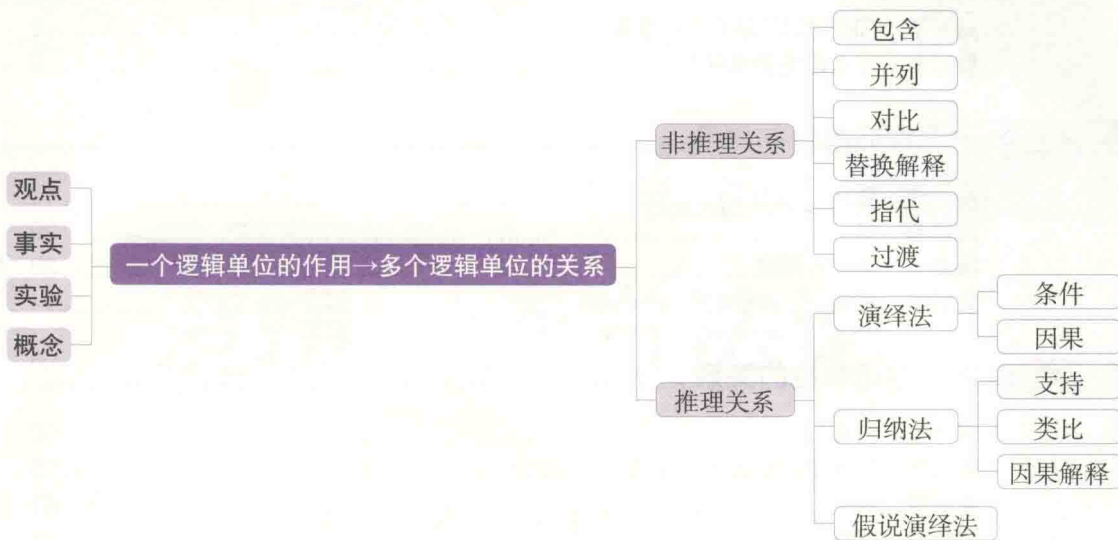 观点
事实
实验
概念
一个逻辑单位的作用→多个逻辑单位的关系
非推理关系
包含
并列
对比
替换解释
指代
过渡
推理关系
演绎法
条件
因果
归纳法
支持
类比
因果解释
假说演绎法